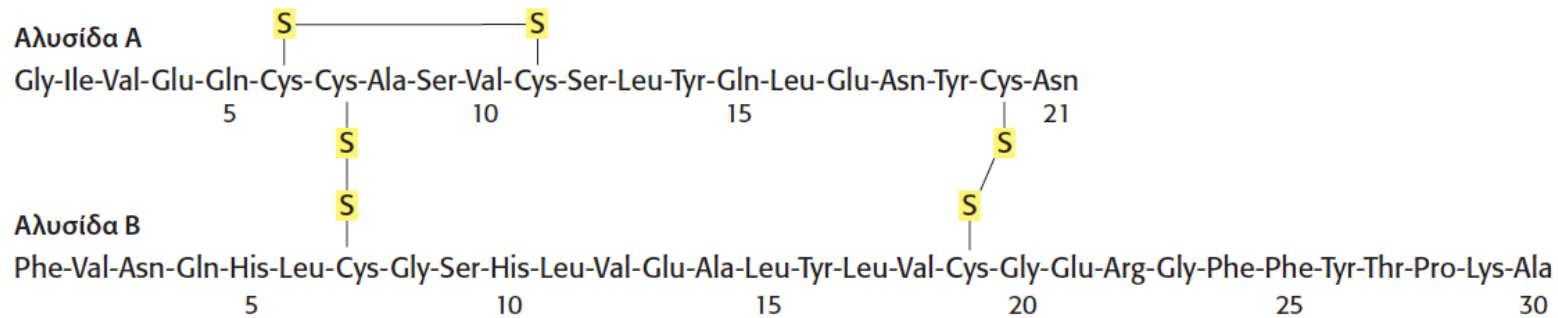 S S
Αλυσίδα Α
Gly-Ile-Val-Glu-Gln-Cys-Cys-Ala-Ser-Val-Cys-Ser-Leu-Tyr-Gln-Leu-Glu-Asn-Tyr-Cys-Asn
5 10 15 21
S S
S S
Αλυσίδα Β
Phe-Val-Asn-Gln-His-Leu-Cys-Gly-Ser-His-Leu-Val-Glu-Ala-Leu-Tyr-Leu-Val-Cys-Gly-Glu-Arg-Gly-Phe-Phe-Tyr-Thr-Pro-Lys-Ala
5 10 15 20 25 30